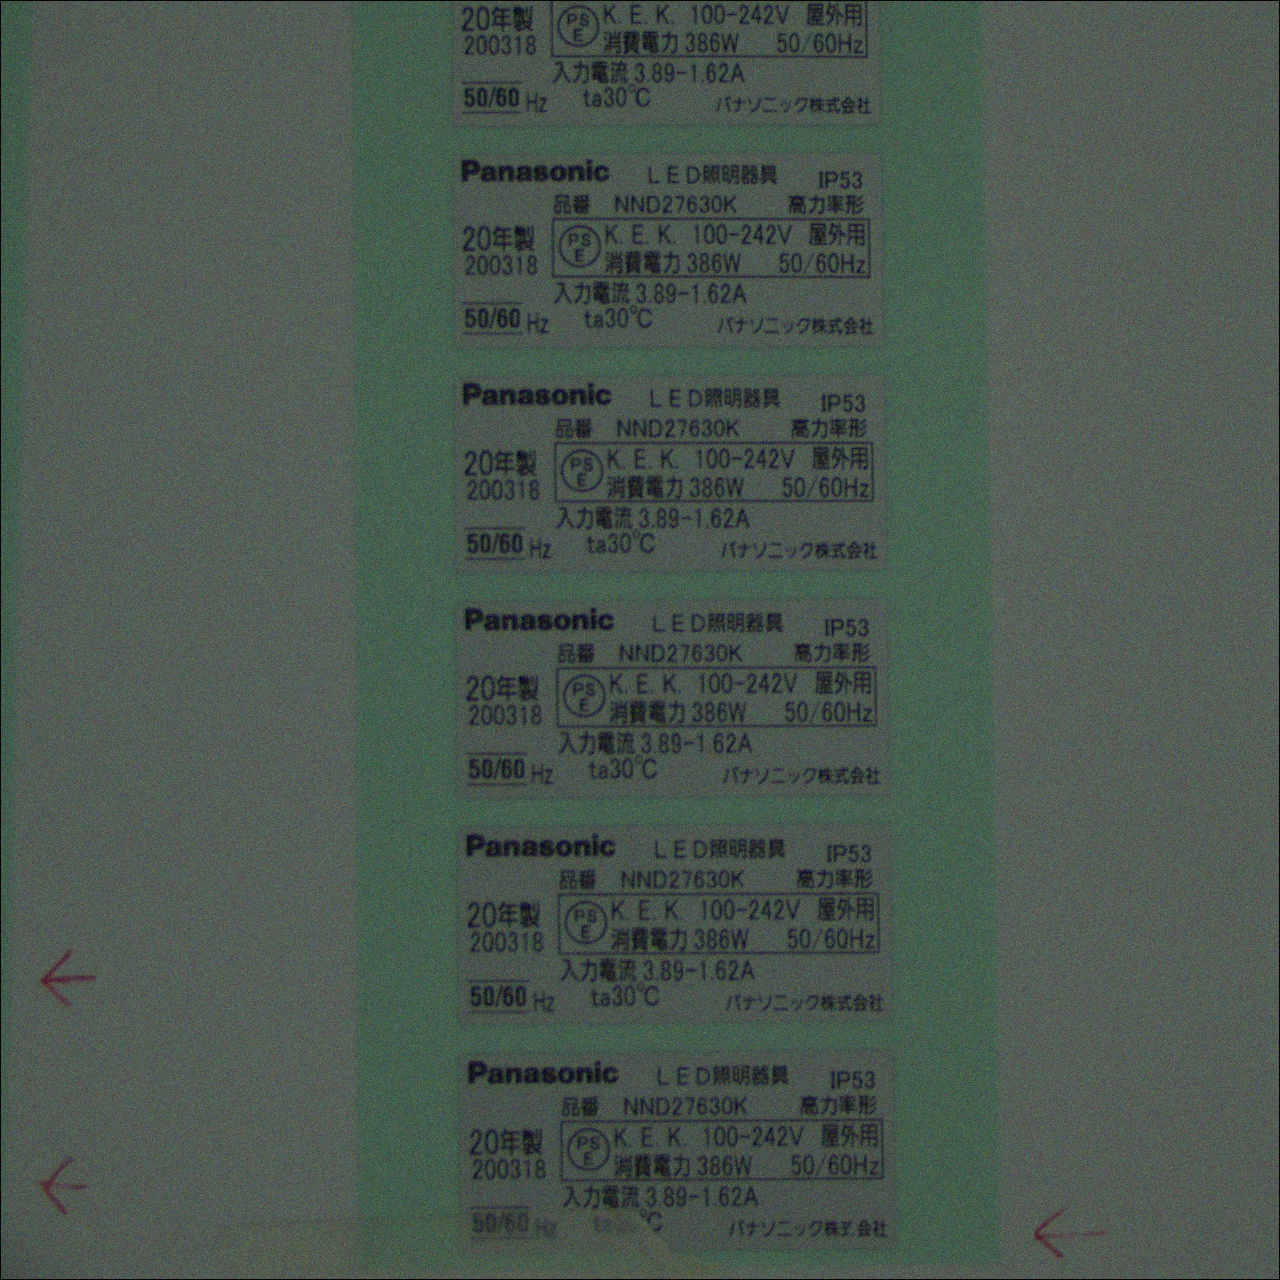 20年製 K. E. K. 100-242V 屋外用
PS
E
200318 消費電力 386W 50/60Hz
入力電流 3.89-1.62A
50/60 Hz ta30℃ パナソニック株式会社
Panasonic LED照明器具 IP53
品番 NND27630K 高力率形
20年製 K. E. K. 100-242V 屋外用
PS
E
200318 消費電力 386W 50/60Hz
入力電流 3.89-1.62A
50/60 Hz ta30℃ パナソニック株式会社
Panasonic LED照明器具 IP53
品番 NND27630K 高力率形
20年製 K. E. K. 100-242V 屋外用
PS
E
200318 消費電力 386W 50/60Hz
入力電流 3.89-1.62A
50/60 Hz ta30℃ パナソニック株式会社
Panasonic LED照明器具 IP53
品番 NND27630K 高力率形
20年製 K. E. K. 100-242V 屋外用
PS
E
200318 消費電力 386W 50/60Hz
入力電流 3.89-1.62A
50/60 Hz ta30℃ パナソニック株式会社
Panasonic LED照明器具 IP53
品番 NND27630K 高力率形
20年製 K. E. K. 100-242V 屋外用
PS
E
200318 消費電力 386W 50/60Hz
入力電流 3.89-1.62A
50/60 Hz ta30℃ パナソニック株式会社
Panasonic LED照明器具 IP53
品番 NND27630K 高力率形
20年製 K. E. K. 100-242V 屋外用
PS
E
200318 消費電力 386W 50/60Hz
入力電流 3.89-1.62A
50/60 Hz ℃ パナソニック株式会社